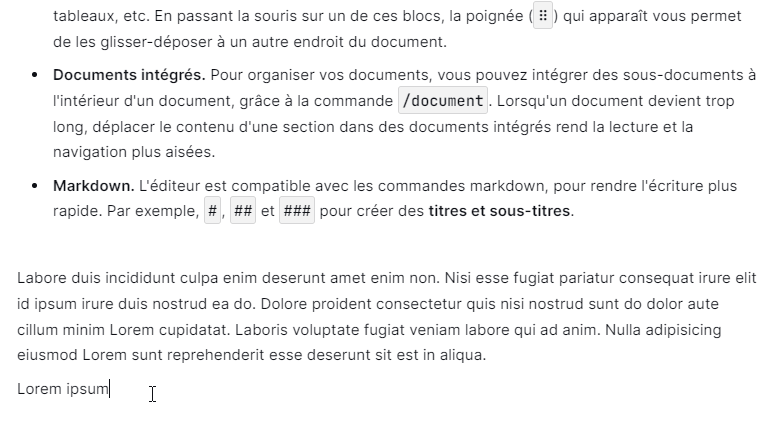 tableaux, etc. En passant la souris sur un de ces blocs, la poignée (⠿) qui apparaît vous permet
de les glisser-déposer à un autre endroit du document.
• Documents intégrés. Pour organiser vos documents, vous pouvez intégrer des sous-documents à
l'intérieur d'un document, grâce à la commande /document. Lorsqu'un document devient trop
long, déplacer le contenu d'une section dans des documents intégrés rend la lecture et la
navigation plus aisées.
• Markdown. L'éditeur est compatible avec les commandes markdown, pour rendre l'écriture plus
rapide. Par exemple, #, ## et ### pour créer des titres et sous-titres.
Labore duis incididunt culpa enim deserunt amet enim non. Nisi esse fugiat pariatur consequat irure elit
id ipsum irure duis nostrud ea do. Dolore proident consectetur quis nisi nostrud sunt do dolor aute
cillum minim Lorem cupidatat. Laboris voluptate fugiat veniam labore qui ad anim. Nulla adipisicing
eiusmod Lorem sunt reprehenderit esse deserunt sit est in aliqua.
Lorem ipsum